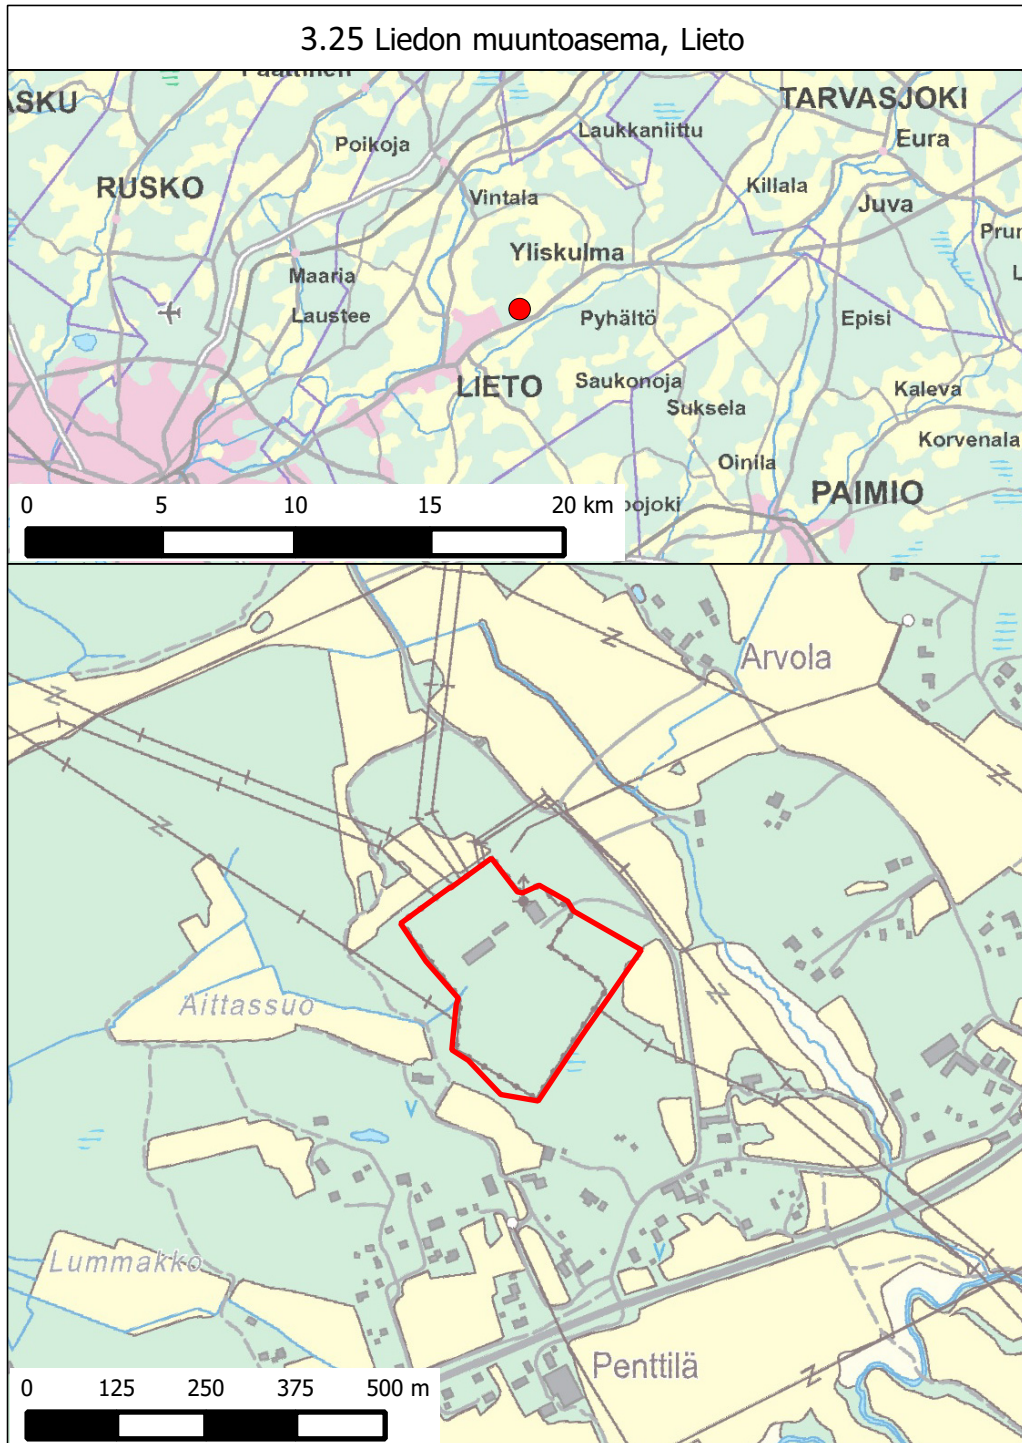 3.25 Liedon muuntoasema, Lieto
TARVASJOKI
Laukkaniittu
Eura
Poikoja
RUSKO
Vintala
Killala
Juva
Yliskulma
Maaria
Laustee
Pyhältö
Episi
LIETO
Saukonoja
Suksela
Kaleva
Korvenala
Oinila
PAIMIO
0 5 10 15 20 km
Arvola
Aittassuo
Lummakko
Penttilä
0 125 250 375 500 m